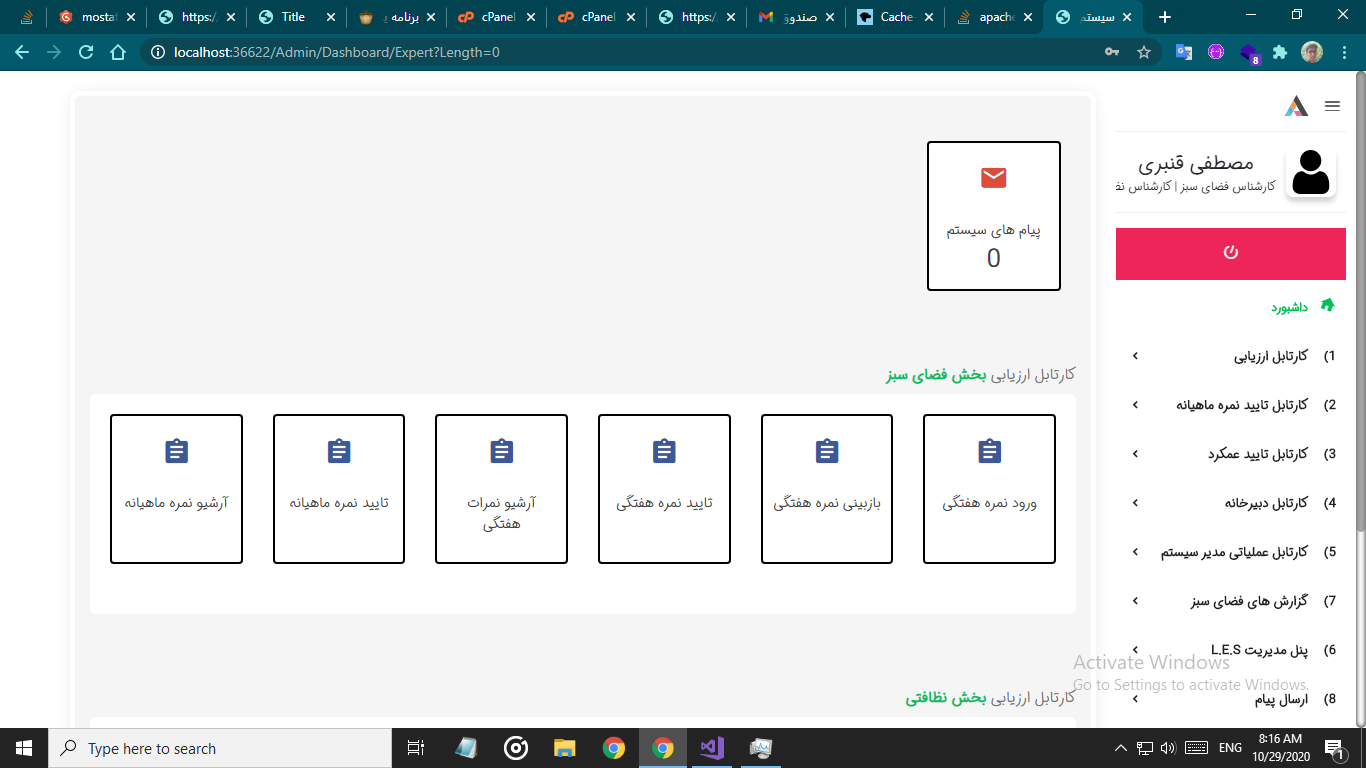 mostaf
https:/
Title
برنامه ی
cPanel
cPanel
https:/
صندوق
Cache-
apache
سیستم
localhost:36622/Admin/Dashboard/Expert?Length=0
8
مصطفی قنبری
کارشناس فضای سبز | کارشناس نظ
داشبورد
1) کارتابل ارزیابی
2) کارتابل تایید نمره ماهیانه
3) کارتابل تایید عمکرد
4) کارتابل دبیرخانه
5) کارتابل عملیاتی مدیر سیستم
7) گزارش های فضای سبز
6) پنل مدیریت L.E.S
8) ارسال پیام
پیام های سیستم
0
کارتابل ارزیابی بخش فضای سبز
ورود نمره هفتگی
بازبینی نمره هفتگی
تایید نمره هفتگی
آرشیو نمرات
هفتگی
تایید نمره ماهیانه
آرشیو نمره ماهیانه
کارتابل ارزیابی بخش نظافتی
Activate Windows
Go to Settings to activate Windows.
Type here to search
ENG
8:16 AM
10/29/2020
1